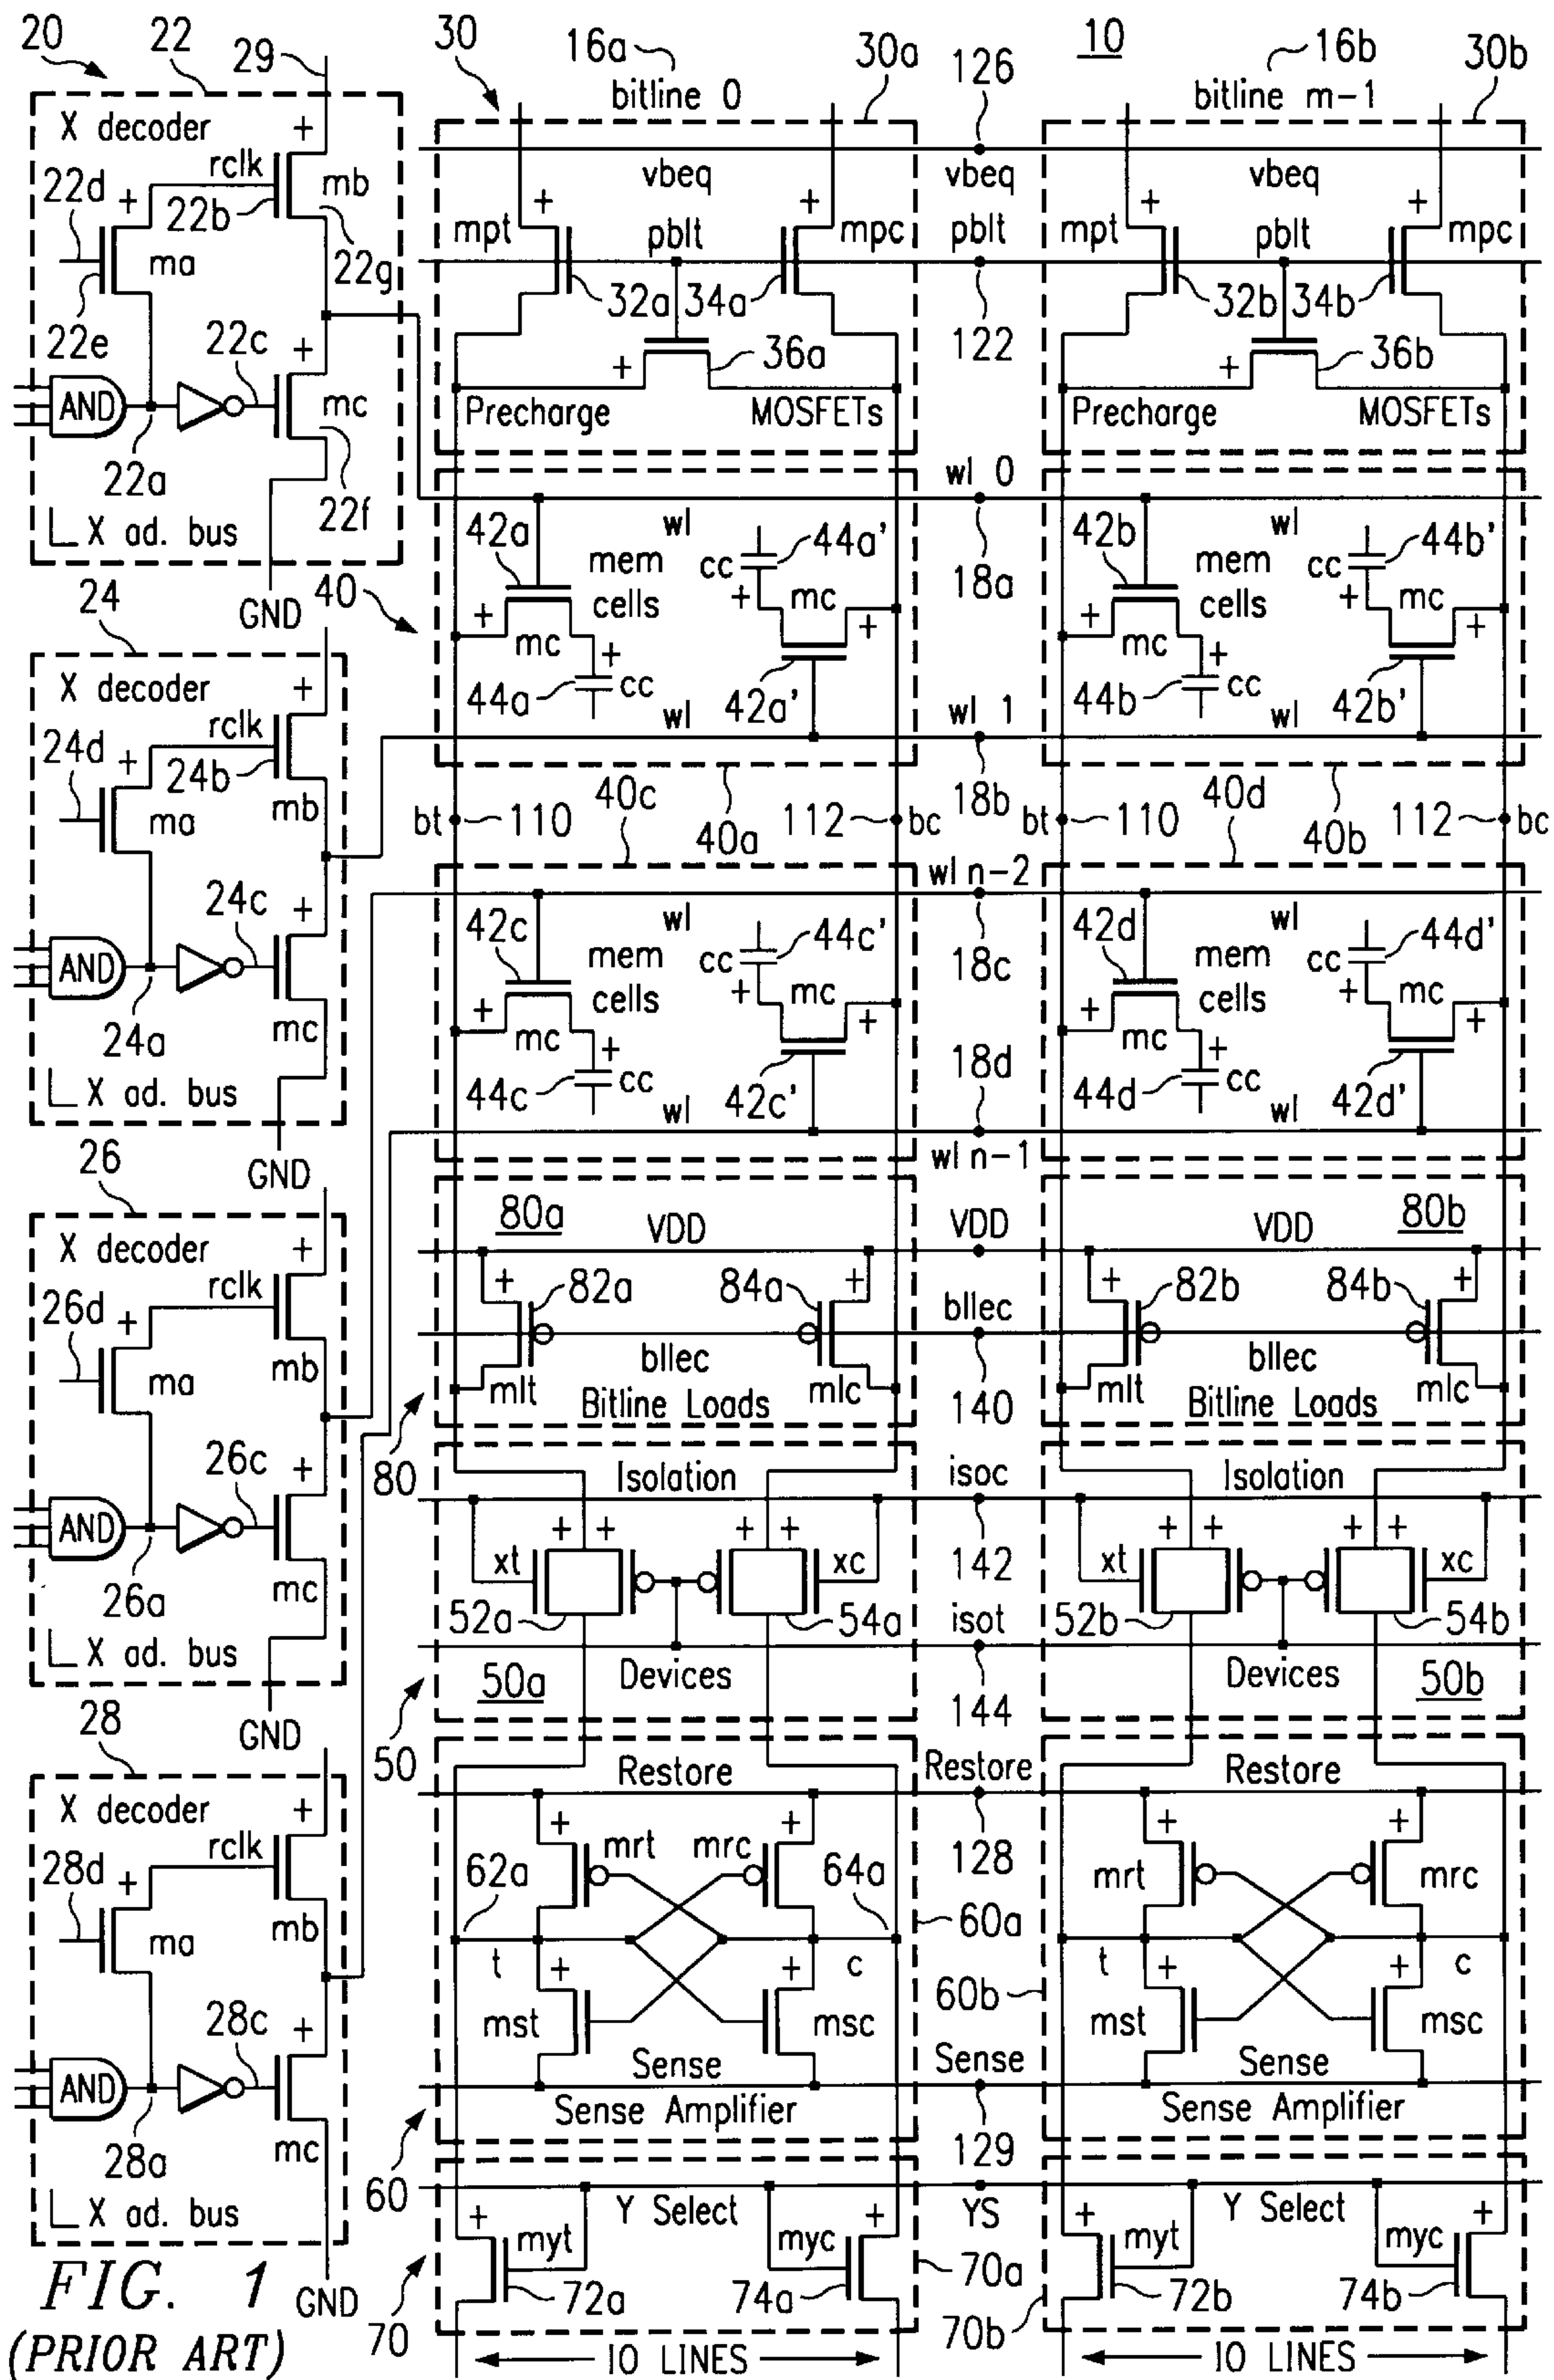 20
22
29
30
16a
bitline 0
30a
126
10
16b
bitline m-1
30b
X decoder
+
rclk
22d
+
22b
mb
22g
ma
22e
22c
+
AND
mc
22a
22f
X ad. bus
GND
vbeq
vbeq
vbeq
+
+
+
+
mpt
pblt
mpc
pblt
mpt
pblt
mpc
32a
34a
122
32b
34b
+
36a
+
36b
Precharge
MOSFETs
Precharge
MOSFETs
wl 0
42a
wl
44a'
18a
42b
wl
44b'
mem
cells
cc
mem
cells
cc
40
+
mc
+
mc
+
+
mc
+
mc
+
+
cc
+
cc
44a
wl
42a'
wl 1
44b
wl
42b'
24
X decoder
+
rclk
24d
+
24b
mb
ma
24c
+
AND
24a
mc
X ad. bus
GND
40c
18b
40d
bt
110
40a
112
bc
bt
110
40b
112
bc
wl n-2
42c
wl
44c'
18c
42d
wl
44d'
mem
cells
cc
mem
cells
cc
+
mc
+
mc
+
18d
+
mc
+
mc
+
+
cc
+
cc
44c
wl
42c'
wl n-1
44d
wl
42d'
26
X decoder
+
rclk
26d
+
mb
ma
26c
+
AND
26a
mc
X ad. bus
GND
80a
VDD
VDD
VDD
80b
+
82a
84a
+
bllec
+
82b
84b
+
bllec
bllec
mlt
Bitline Loads
mlc
140
mlt
Bitline Loads
mlc
80
Isolation
isoc
Isolation
+ +
+ +
+ +
+ +
xt
xc
142
xt
xc
52a
54a
isot
52b
54b
50a
Devices
144
Devices
50b
50
28
X decoder
+
rclk
28d
+
mb
ma
28c
+
AND
28a
mc
X ad. bus
GND
Restore
Restore
Restore
+
+
+
+
62a
mrt
mrc
64a
128
mrt
mrc
60a
t
+
+
c
t
+
+
c
mst
msc
60b
mst
msc
Sense
Sense
Sense
Sense Amplifier
Sense Amplifier
60
129
+
Y Select
+
YS
+
Y Select
+
myt
myc
myt
myc
70
72a
74a
70a
72b
74b
70b
IO LINES
IO LINES
FIG. 1
(PRIOR ART)